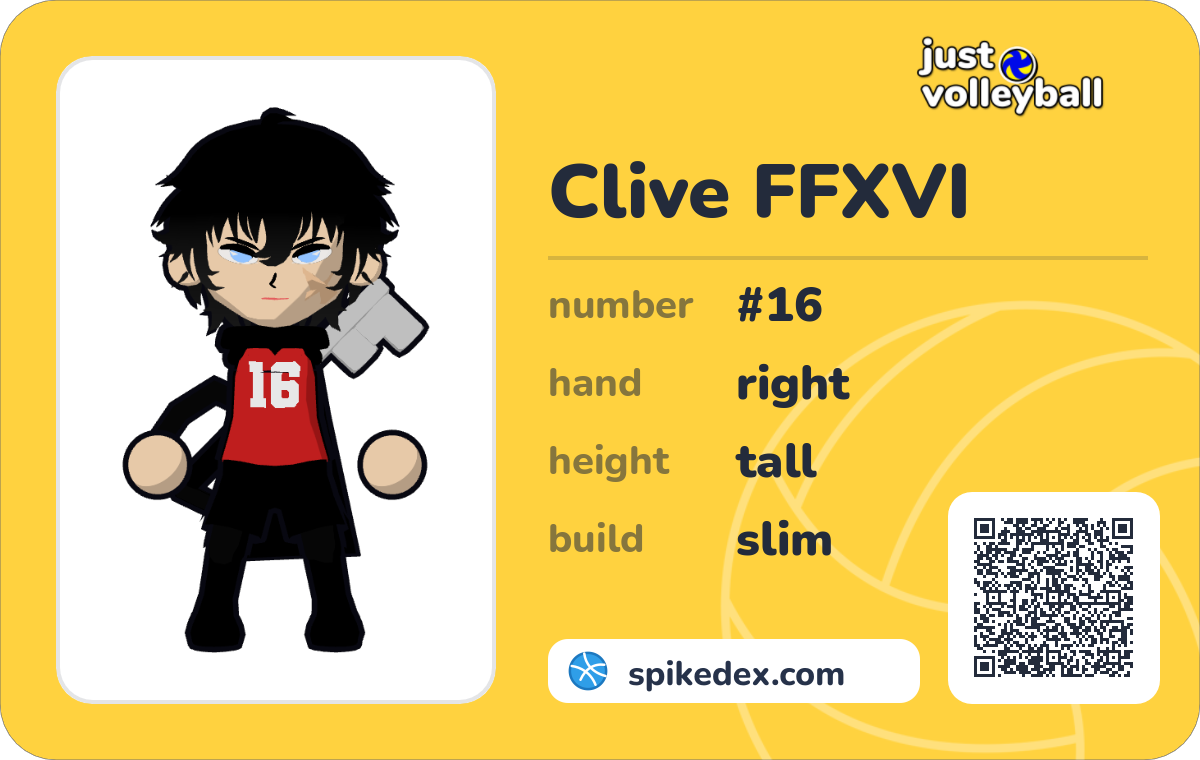 just
volleyball
Clive FFXVI
number #16
hand right
height tall
build slim
16
spikedex.com